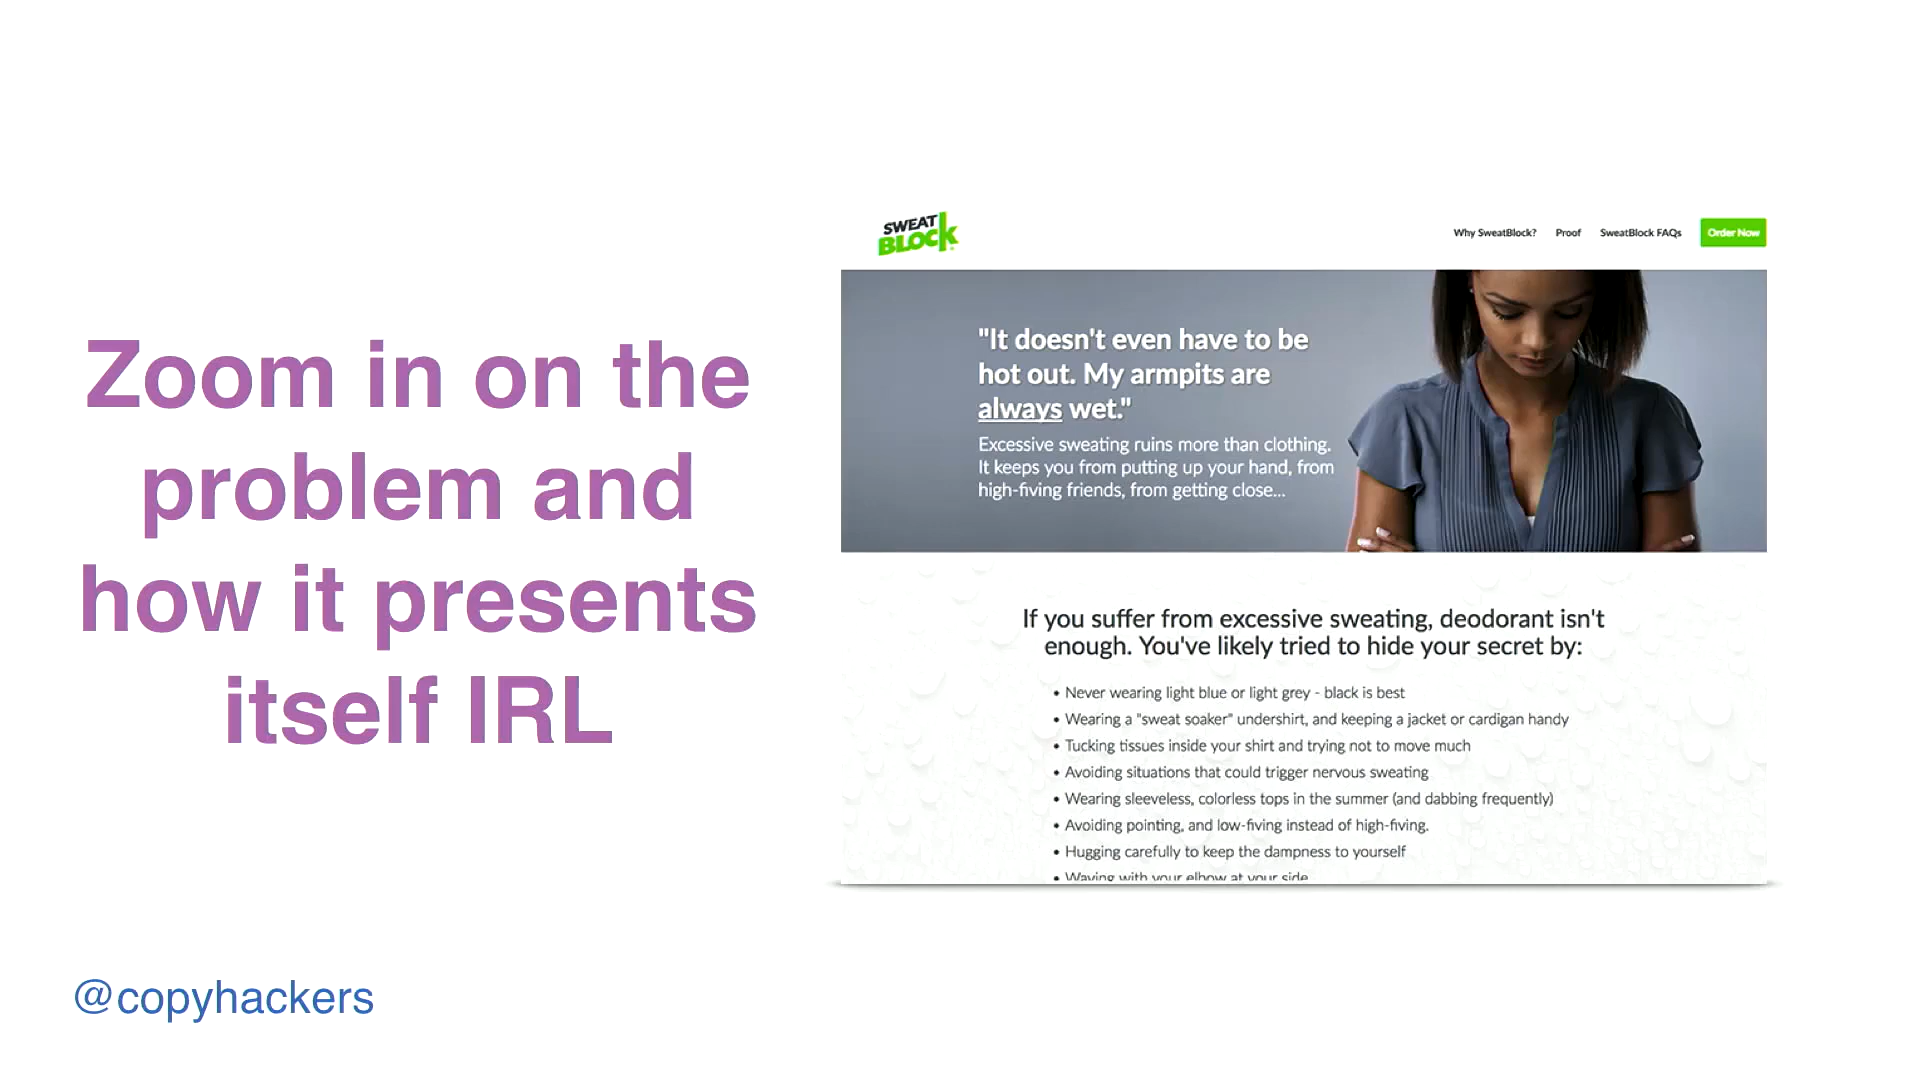 Zoom in on the
problem and
how it presents
itself IRL
@copyhackers
SWEAT
BLOCK
Why SweatBlock? Proof SweatBlock FAQs Order Now
"It doesn't even have to be
hot out. My armpits are
always wet."
Excessive sweating ruins more than clothing.
It keeps you from putting up your hand, from
high-fiving friends, from getting close...
If you suffer from excessive sweating, deodorant isn't
enough. You've likely tried to hide your secret by:
• Never wearing light blue or light grey - black is best
• Wearing a "sweat soaker" undershirt, and keeping a jacket or cardigan handy
• Tucking tissues inside your shirt and trying not to move much
• Avoiding situations that could trigger nervous sweating
• Wearing sleeveless, colorless tops in the summer (and dabbing frequently)
• Avoiding pointing, and low-fiving instead of high-fiving.
• Hugging carefully to keep the dampness to yourself
• Waving with your elbow at your side